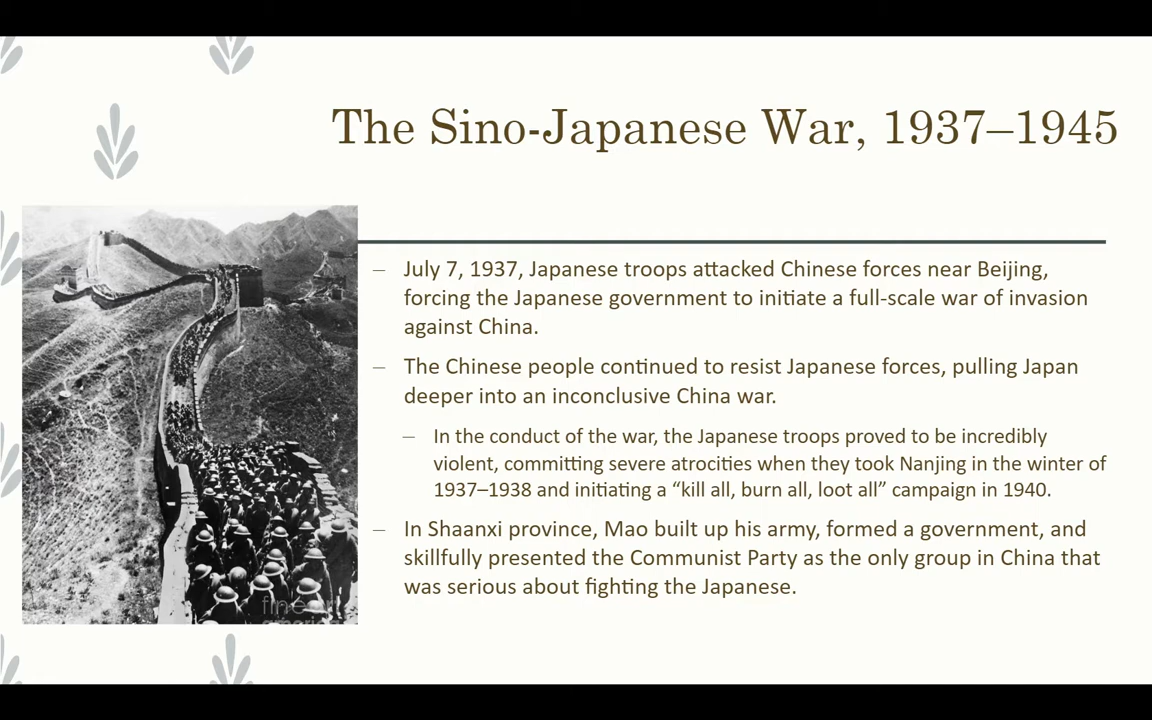 The Sino-Japanese War, 1937–1945
– July 7, 1937, Japanese troops attacked Chinese forces near Beijing,
forcing the Japanese government to initiate a full-scale war of invasion
against China.
– The Chinese people continued to resist Japanese forces, pulling Japan
deeper into an inconclusive China war.
– In the conduct of the war, the Japanese troops proved to be incredibly
violent, committing severe atrocities when they took Nanjing in the winter of
1937–1938 and initiating a “kill all, burn all, loot all” campaign in 1940.
– In Shaanxi province, Mao built up his army, formed a government, and
skillfully presented the Communist Party as the only group in China that
was serious about fighting the Japanese.